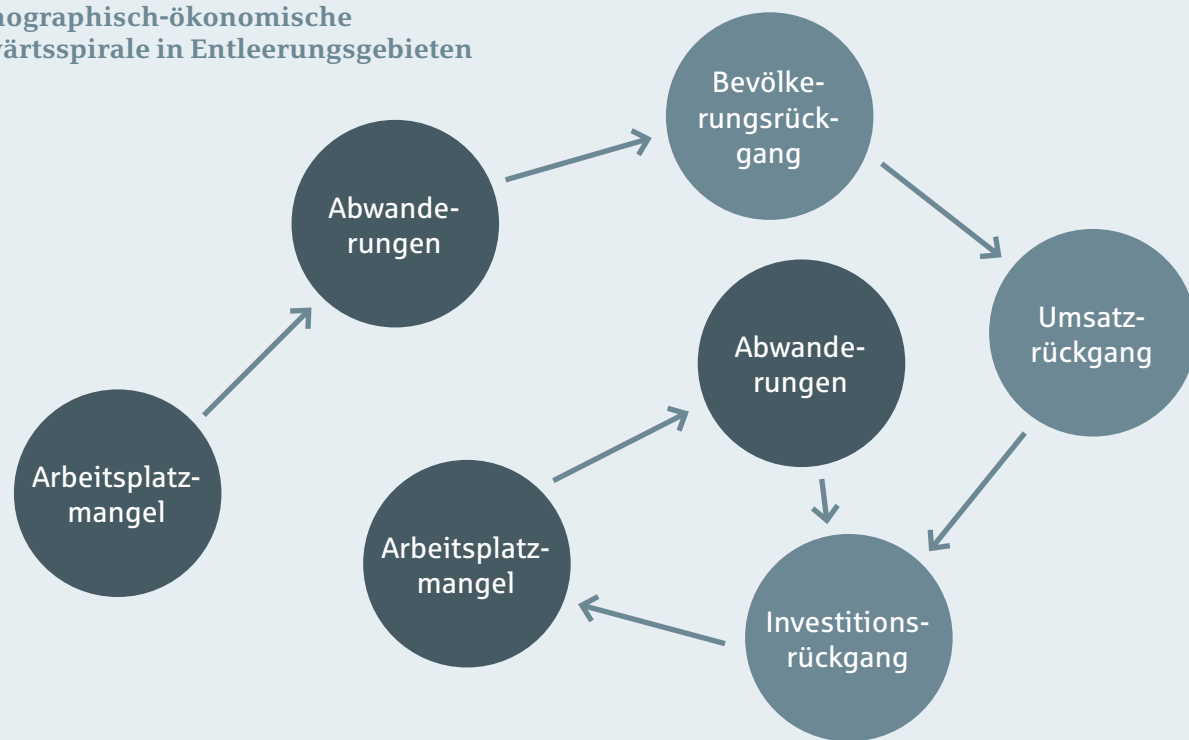 nographisch-ökonomische
värtsspirale in Entleerungsgebieten
Arbeitsplatz-
mangel
Abwande-
rungen
Bevölke-
rungsrück-
gang
Umsatz-
rückgang
Investitions-
rückgang
Arbeitsplatz-
mangel
Abwande-
rungen